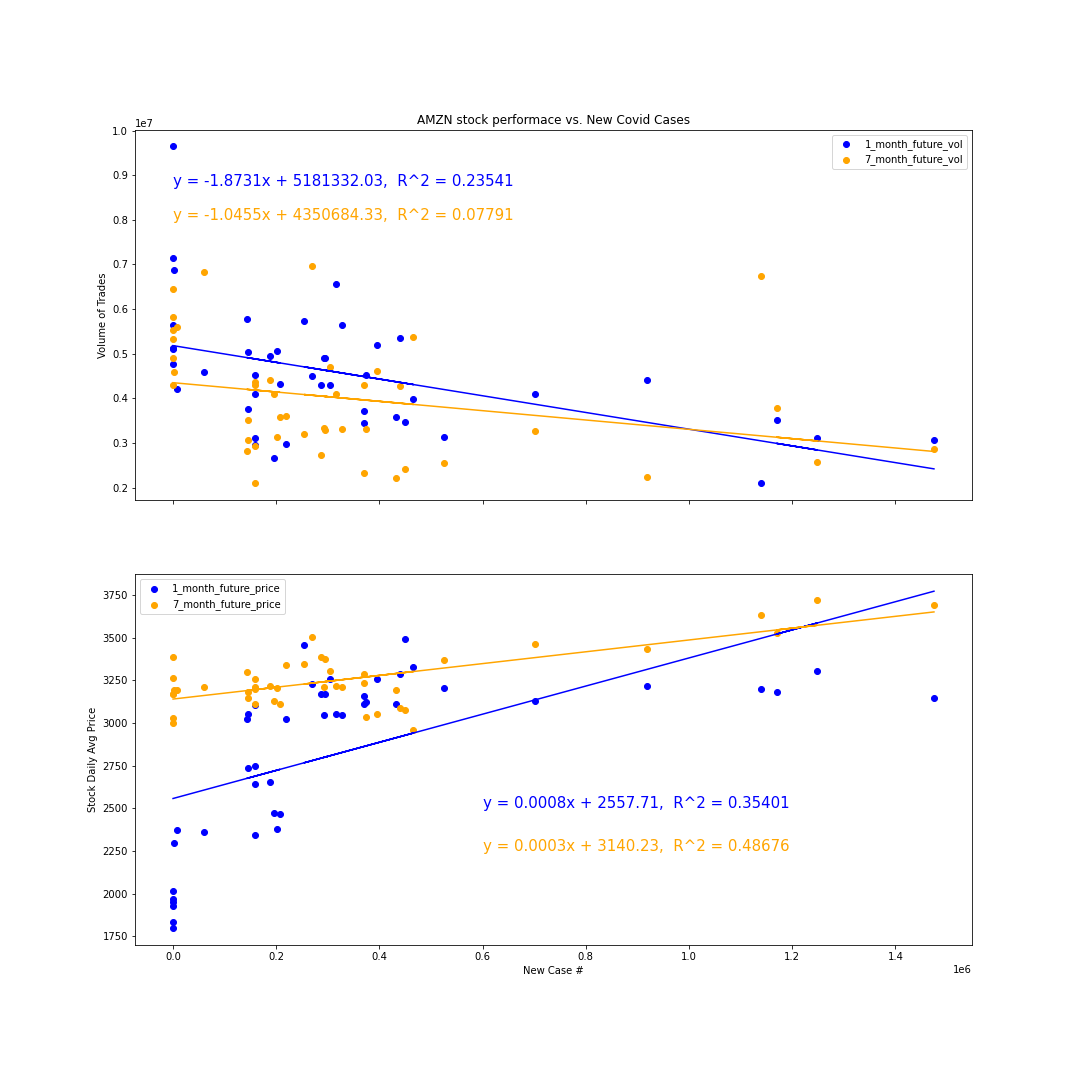 AMZN stock performace vs. New Covid Cases
1e7
1_month_future_vol
7_month_future_vol
y = -1.8731x + 5181332.03,  R^2 = 0.23541
y = -1.0455x + 4350684.33,  R^2 = 0.07791
Volume of Trades
1.0
0.9
0.8
0.7
0.6
0.5
0.4
0.3
0.2
1_month_future_price
7_month_future_price
Stock Daily Avg Price
3750
3500
3250
3000
2750
2500
2250
2000
1750
y = 0.0008x + 2557.71,  R^2 = 0.35401
y = 0.0003x + 3140.23,  R^2 = 0.48676
0.0 0.2 0.4 0.6 0.8 1.0 1.2 1.4
New Case #
1e6